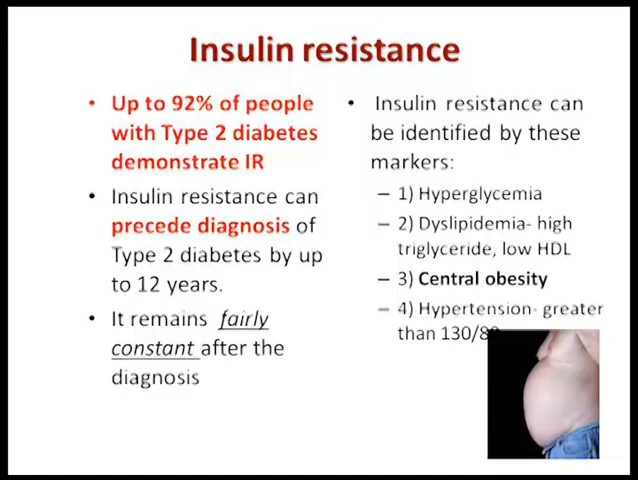 Insulin resistance
• Up to 92% of people
with Type 2 diabetes
demonstrate IR
• Insulin resistance can
precede diagnosis of
Type 2 diabetes by up
to 12 years.
• It remains fairly
constant after the
diagnosis
• Insulin resistance can
be identified by these
markers:
– 1) Hyperglycemia
– 2) Dyslipidemia- high
triglyceride, low HDL
– 3) Central obesity
– 4) Hypertension- greater
than